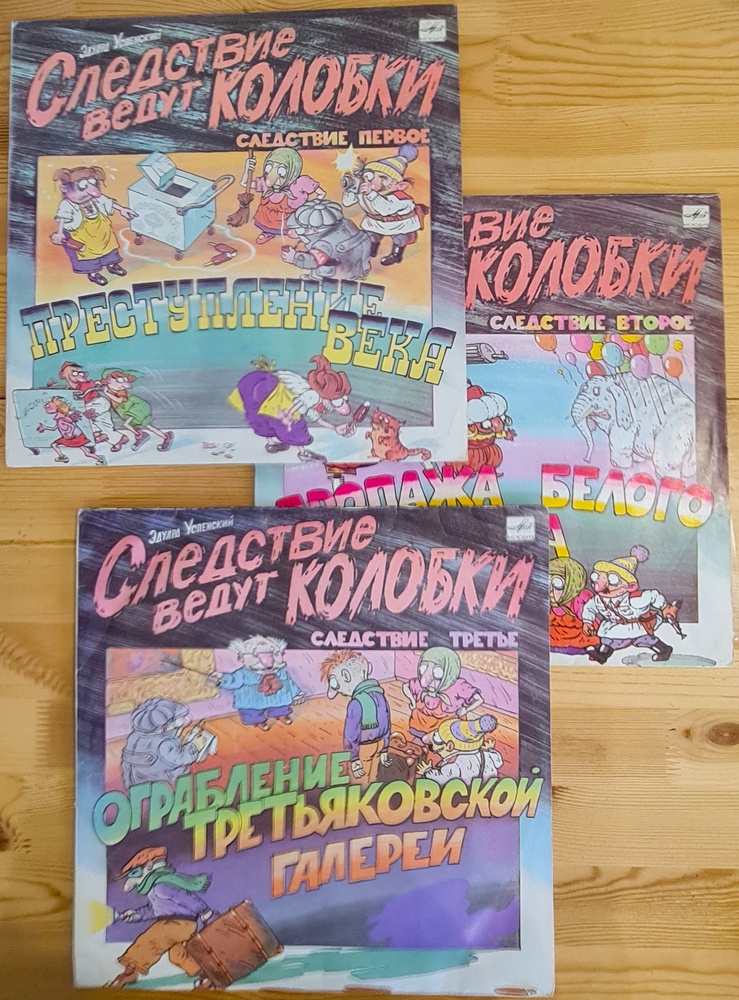 Эдуард Успенский
Следствие
ведут КОЛОБКИ
СЛЕДСТВИЕ ПЕРВОЕ
ПРЕСТУПЛЕНИЕ
ВЕКА
ствие
КОЛОБКИ
СЛЕДСТВИЕ ВТОРОЕ
ПРОПАЖА БЕЛОГО
А
Эдуард Успенский
Следствие
ведут КОЛОБКИ
СЛЕДСТВИЕ ТРЕТЬЕ
ОГРАБЛЕНИЕ
ТРЕТЬЯКОВСКОЙ
ГАЛЕРЕИ